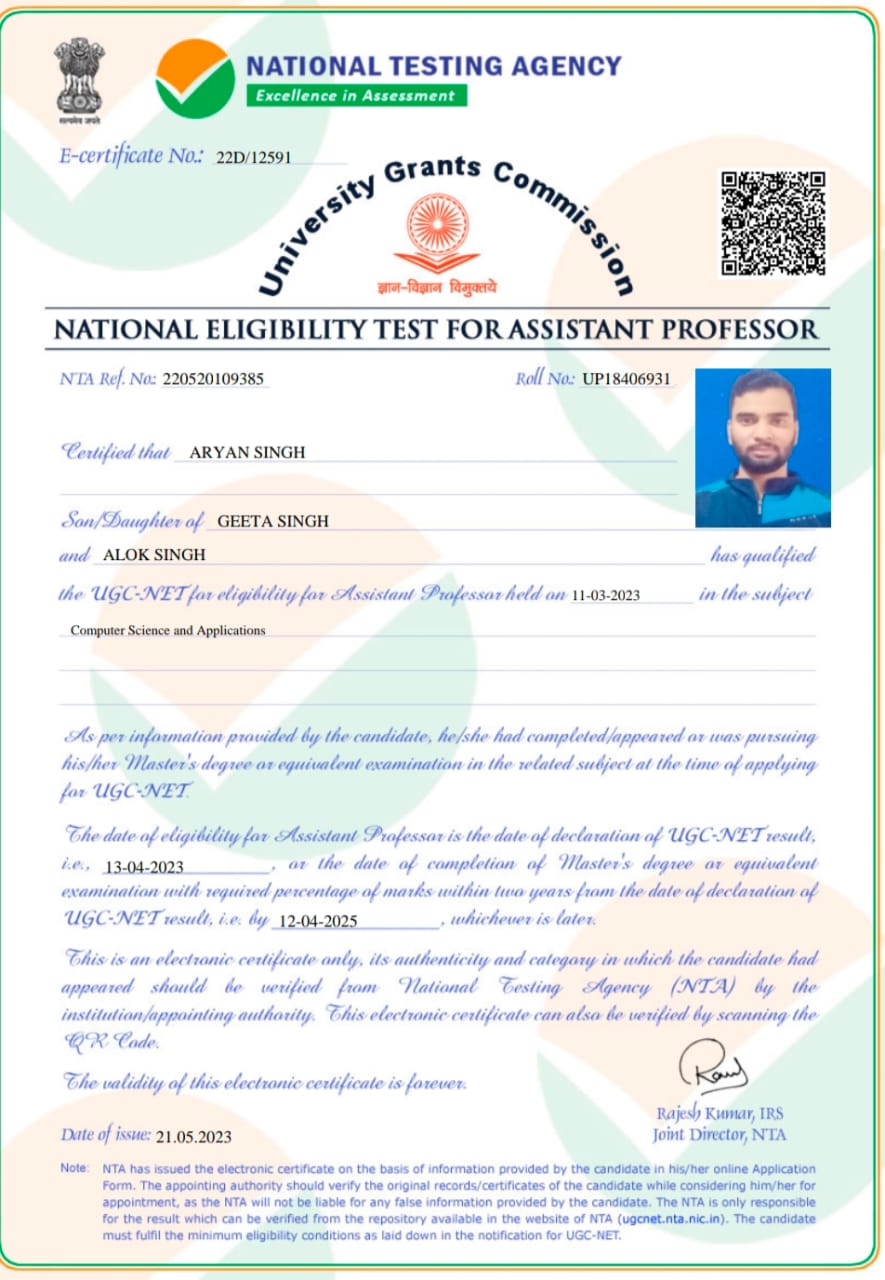 सत्यमेव जयते
NATIONAL TESTING AGENCY
Excellence in Assessment
E-certificate No.: 22D/12591
University Grants Commission
ज्ञान-विज्ञान विमुक्तये
NATIONAL ELIGIBILITY TEST FOR ASSISTANT PROFESSOR
NTA Ref. No: 220520109385 Roll No: UP18406931
Certified that ARYAN SINGH
Son/Daughter of GEETA SINGH
and ALOK SINGH has qualified
the UGC-NET for eligibility for Assistant Professor held on 11-03-2023 in the subject
Computer Science and Applications
As per information provided by the candidate, he/she had completed/appeared or was pursuing
his/her Master's degree or equivalent examination in the related subject at the time of applying
for UGC-NET.
The date of eligibility for Assistant Professor is the date of declaration of UGC-NET result,
i.e., 13-04-2023, or the date of completion of Master's degree or equivalent
examination with required percentage of marks within two years from the date of declaration of
UGC-NET result, i.e. by 12-04-2025, whichever is later.
This is an electronic certificate only, its authenticity and category in which the candidate had
appeared should be verified from National Testing Agency (NTA) by the
institution/appointing authority. This electronic certificate can also be verified by scanning the
QR Code.
The validity of this electronic certificate is forever.
Rajesh Kumar, IRS
Date of issue: 21.05.2023 Joint Director, NTA
Note: NTA has issued the electronic certificate on the basis of information provided by the candidate in his/her online Application
Form. The appointing authority should verify the original records/certificates of the candidate while considering him/her for
appointment, as the NTA will not be liable for any false information provided by the candidate. The NTA is only responsible
for the result which can be verified from the repository available in the website of NTA (ugcnet.nta.nic.in). The candidate
must fulfil the minimum eligibility conditions as laid down in the notification for UGC-NET.